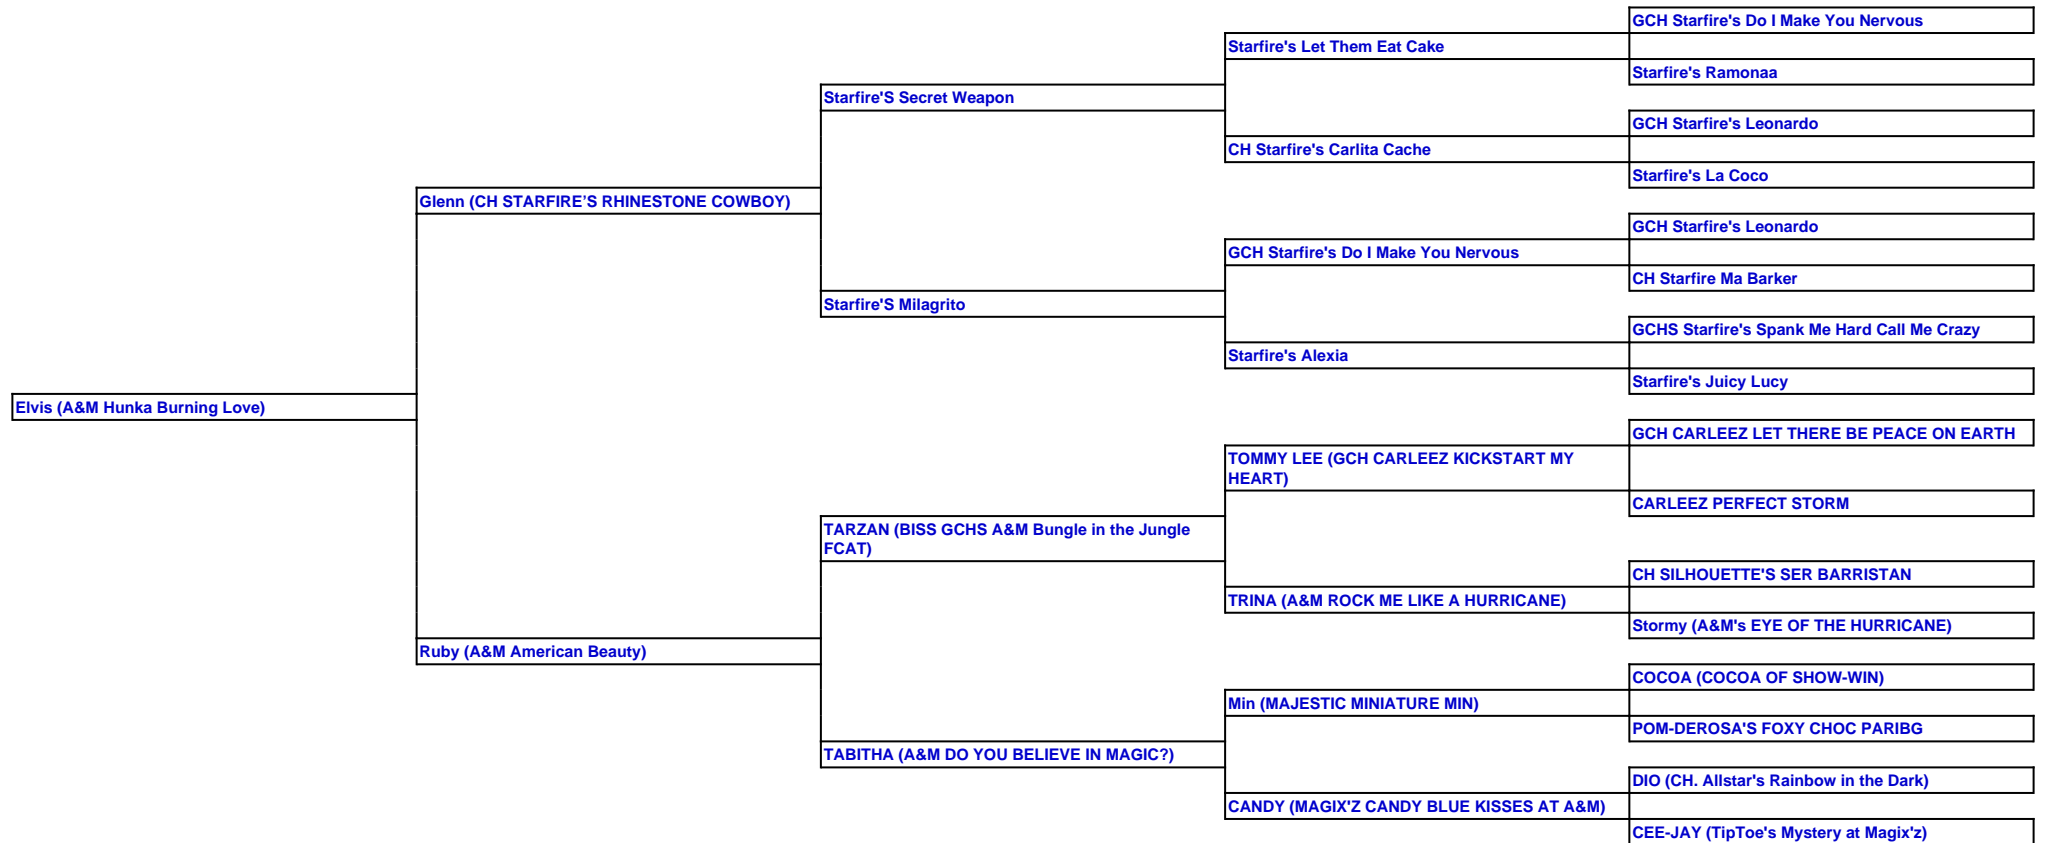 GCH Starfire's Do I Make You Nervous
Starfire's Let Them Eat Cake
Starfire's Ramonaa
Starfire'S Secret Weapon
GCH Starfire's Leonardo
CH Starfire's Carlita Cache
Starfire's La Coco
Glenn (CH STARFIRE’S RHINESTONE COWBOY)
GCH Starfire's Leonardo
GCH Starfire's Do I Make You Nervous
CH Starfire Ma Barker
Starfire'S Milagrito
GCHS Starfire's Spank Me Hard Call Me Crazy
Starfire's Alexia
Starfire's Juicy Lucy
Elvis (A&M Hunka Burning Love)
GCH CARLEEZ LET THERE BE PEACE ON EARTH
TOMMY LEE (GCH CARLEEZ KICKSTART MY
HEART)
CARLEEZ PERFECT STORM
TARZAN (BISS GCHS A&M Bungle in the Jungle
FCAT)
CH SILHOUETTE'S SER BARRISTAN
TRINA (A&M ROCK ME LIKE A HURRICANE)
Stormy (A&M's EYE OF THE HURRICANE)
Ruby (A&M American Beauty)
COCOA (COCOA OF SHOW-WIN)
Min (MAJESTIC MINIATURE MIN)
POM-DEROSA'S FOXY CHOC PARIBG
TABITHA (A&M DO YOU BELIEVE IN MAGIC?)
DIO (CH. Allstar's Rainbow in the Dark)
CANDY (MAGIX'Z CANDY BLUE KISSES AT A&M)
CEE-JAY (TipToe's Mystery at Magix'z)